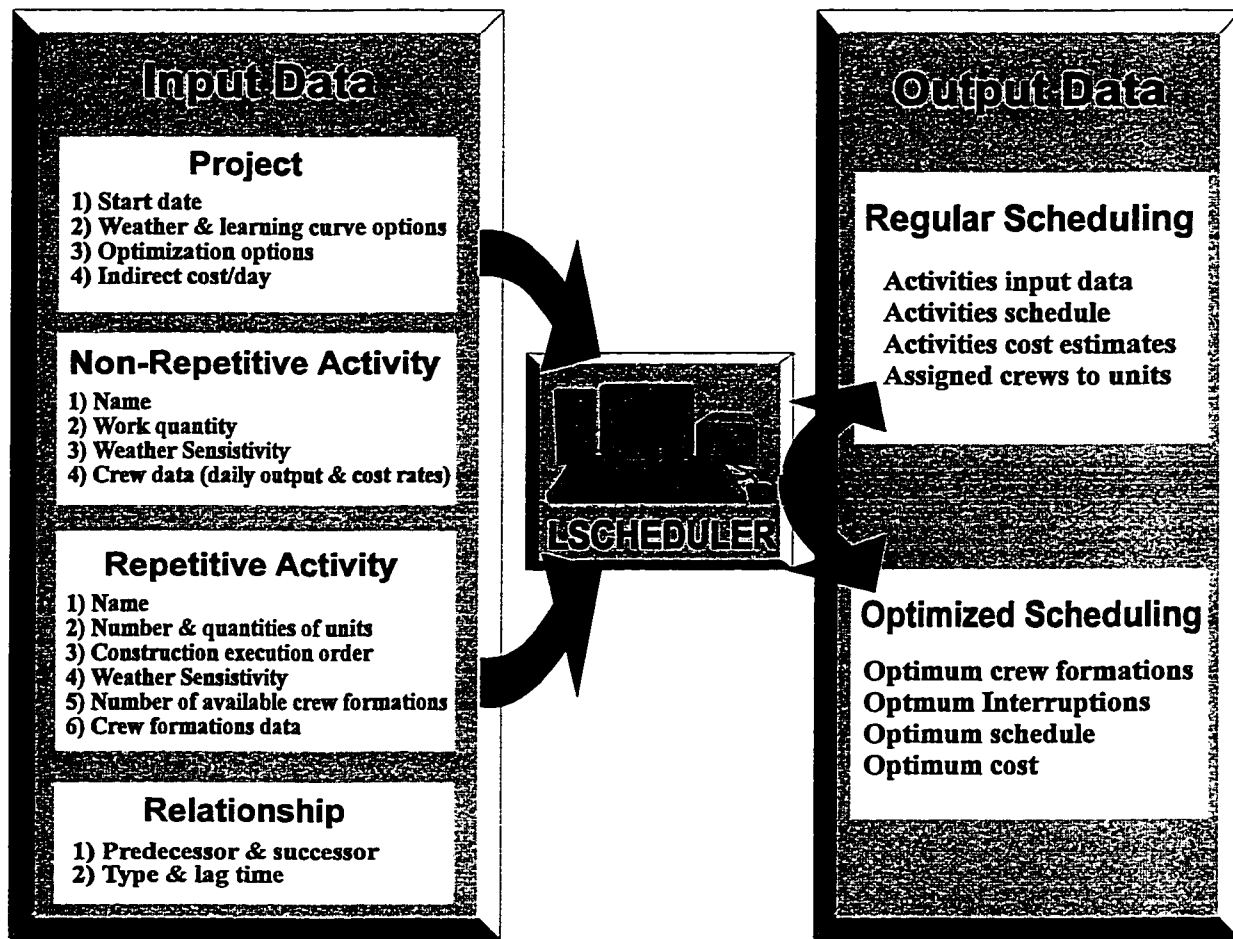 Input Data
Project
1) Start date
2) Weather & learning curve options
3) Optimization options
4) Indirect cost/day
Non-Repetitive Activity
1) Name
2) Work quantity
3) Weather Sensistivity
4) Crew data (daily output & cost rates)
Repetitive Activity
1) Name
2) Number & quantities of units
3) Construction execution order
4) Weather Sensistivity
5) Number of available crew formations
6) Crew formations data
Relationship
1) Predecessor & successor
2) Type & lag time
LSCHEDULER
Output Data
Regular Scheduling
Activities input data
Activities schedule
Activities cost estimates
Assigned crews to units
Optimized Scheduling
Optimum crew formations
Optmum Interruptions
Optimum schedule
Optimum cost